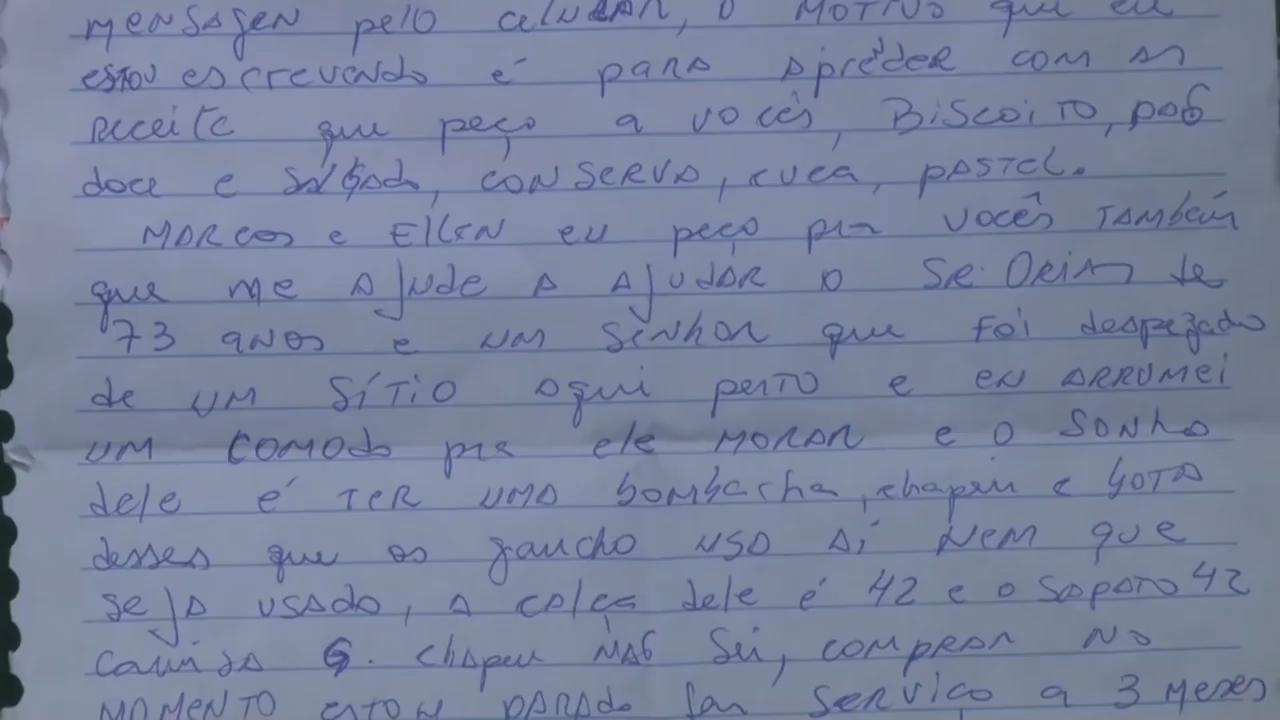 mensagen pelo celular, o motivo que eu
estou escrevendo é para aprender com as
receite que peço a vocês, Biscoito, pão
doce e salgado, conserva, cuca, pastel.
Marcos e Ellen eu peço pra vocês também
que me ajude a ajudar o Sr. de
73 anos e um senhor que foi despejado
de um sítio aqui perto e eu arrumei
um comodo pra ele morar e o sonho
dele é ter uma bombacha, chapeu e bota
desses que os gaucho usa ai nem que
seja usado, a calça dele é 42 e o sapato 42
camisa G. chapeu não sei, comprar no
momento estou parado sem serviço a 3 meses